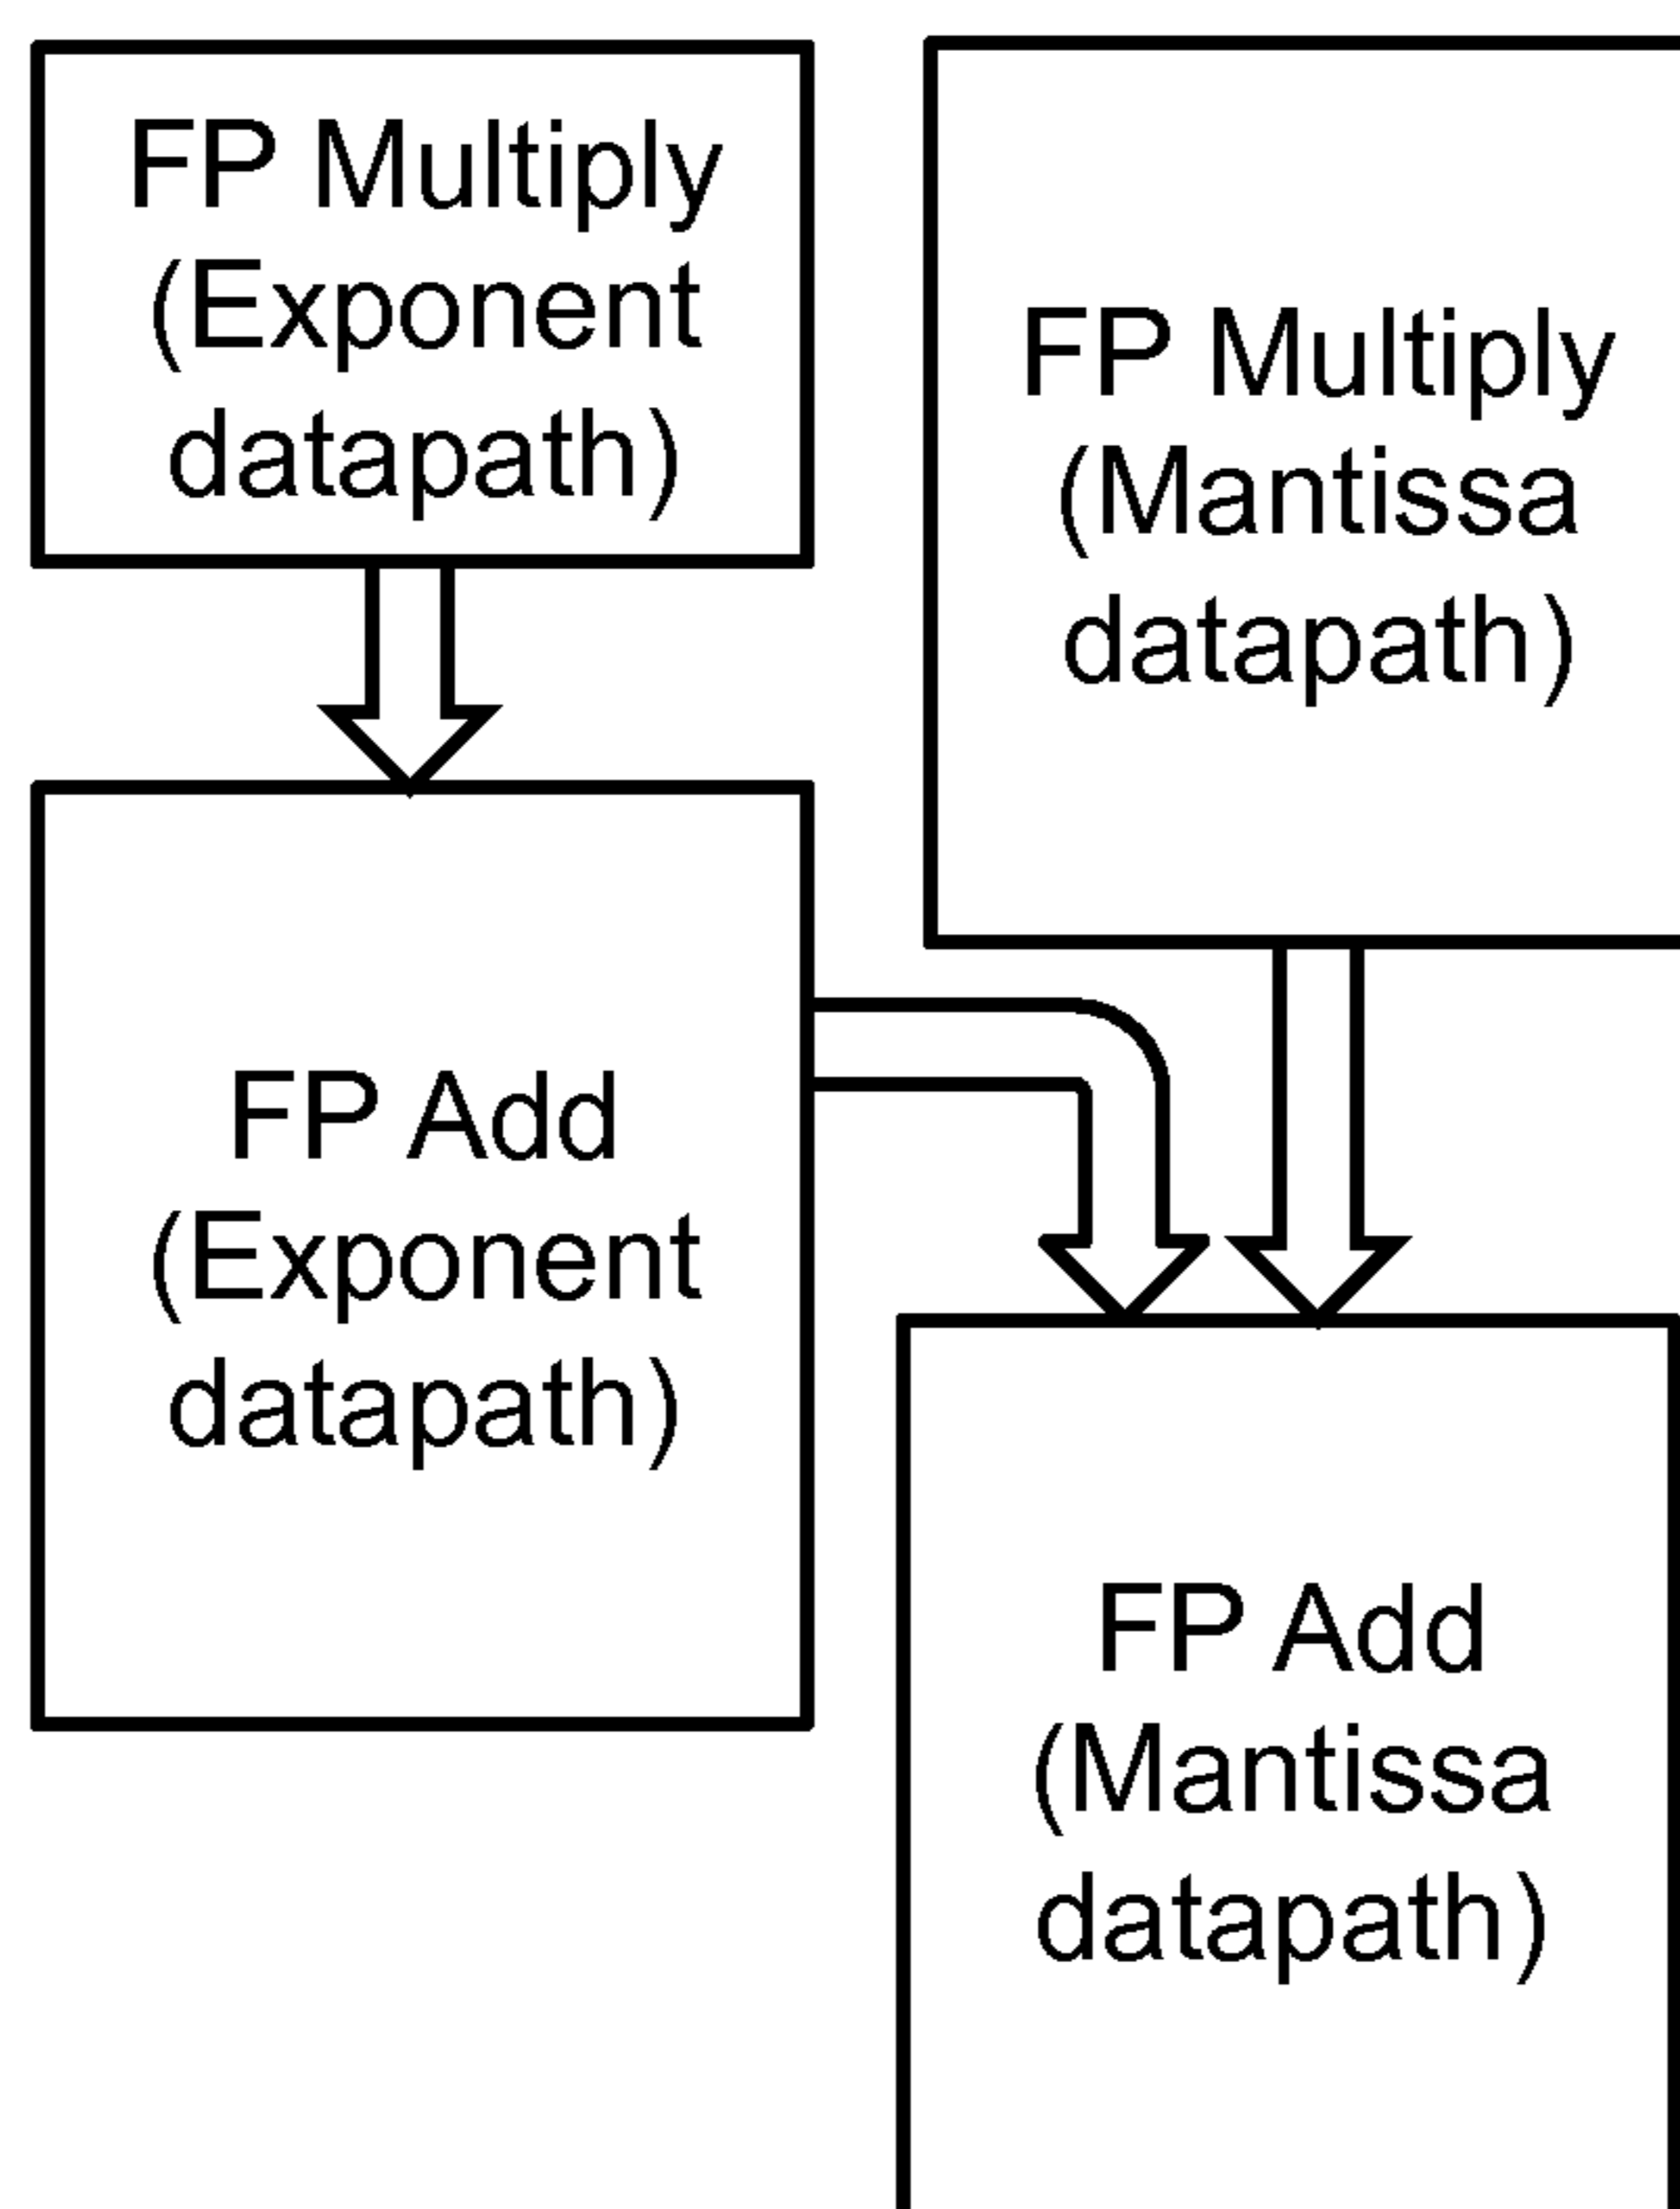 FP Multiply
(Exponent
datapath)
FP Multiply
(Mantissa
datapath)
FP Add
(Exponent
datapath)
FP Add
(Mantissa
datapath)